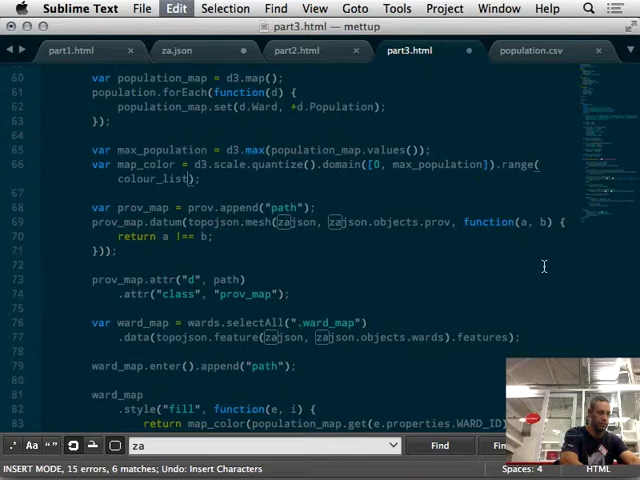 Sublime Text File Edit Selection Find View Goto Tools Project Window Help
part3.html — mettup
part1.html × za.json part2.html × part3.html population.csv ×
60 var population_map = d3.map();
61 population.forEach(function(d) {
62 population_map.set(d.Ward, +d.Population);
63 });
64
65 var max_population = d3.max(population_map.values());
66 var map_color = d3.scale.quantize().domain([0, max_population]).range(
colour_list);
67
68 var prov_map = prov.append("path");
69 prov_map.datum(topojson.mesh(zajson, zajson.objects.prov, function(a, b) {
70 return a !== b;
71 }));
72
73 prov_map.attr("d", path)
74 .attr("class", "prov_map");
75
76 var ward_map = wards.selectAll(".ward_map")
77 .data(topojson.feature(zajson, zajson.objects.wards).features);
78
79 ward_map.enter().append("path");
80
81 ward_map
82 .style("fill", function(e, i) {
83 return map_color(population_map.get(e.properties.WARD_ID)
.* Aa "" za Find
INSERT MODE, 15 errors, 6 matches; Undo: Insert Characters Spaces: 4 HTML